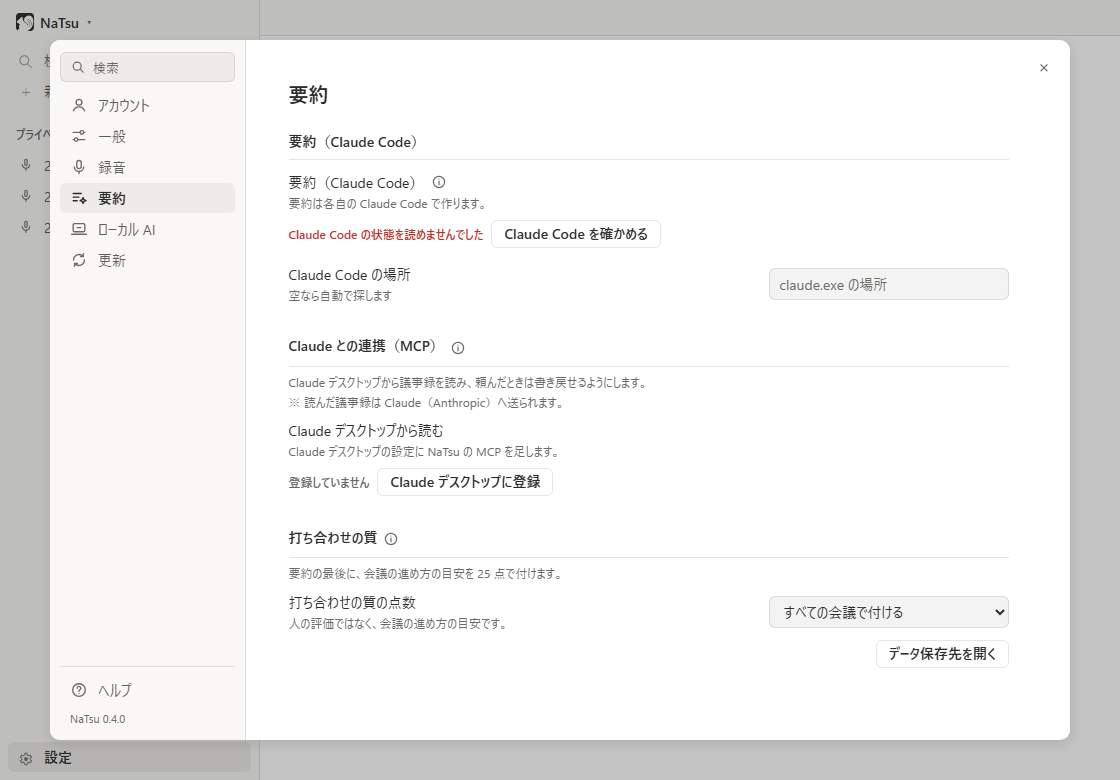 NaTsu
検索
アカウント
一般
録音
要約
ローカル AI
更新
ヘルプ
NaTsu 0.4.0
設定
プライベ
2
2
2
要約
要約（Claude Code）
要約（Claude Code）
要約は各自の Claude Code で作ります。
Claude Code の状態を読めませんでした
Claude Code を確かめる
Claude Code の場所
空なら自動で探します
claude.exe の場所
Claude との連携（MCP）
Claude デスクトップから議事録を読み、頼んだときは書き戻せるようにします。
※ 読んだ議事録は Claude（Anthropic）へ送られます。
Claude デスクトップから読む
Claude デスクトップの設定に NaTsu の MCP を足します。
登録していません
Claude デスクトップに登録
打ち合わせの質
要約の最後に、会議の進め方の目安を 25 点で付けます。
打ち合わせの質の点数
人の評価ではなく、会議の進め方の目安です。
すべての会議で付ける
データ保存先を開く